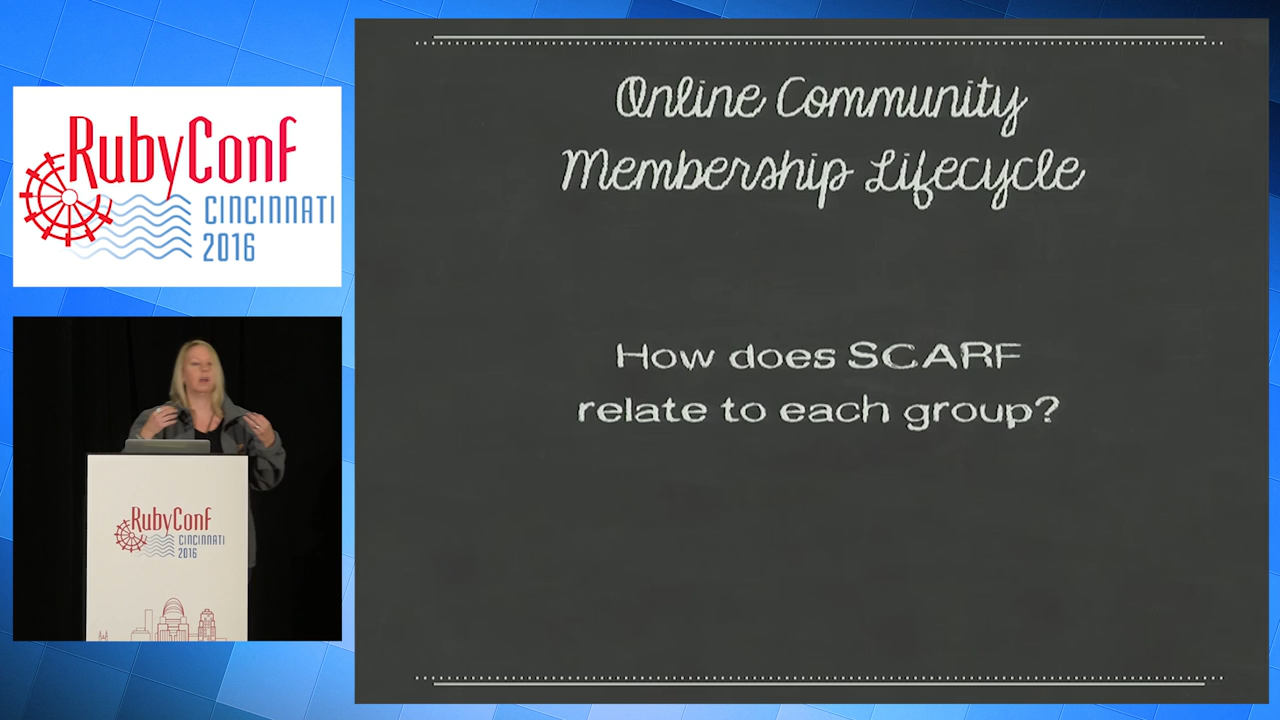 RubyConf
CINCINNATI
2016
Online Community
Membership Lifecycle
How does SCARF
relate to each group?
RubyConf
CINCINNATI
2016